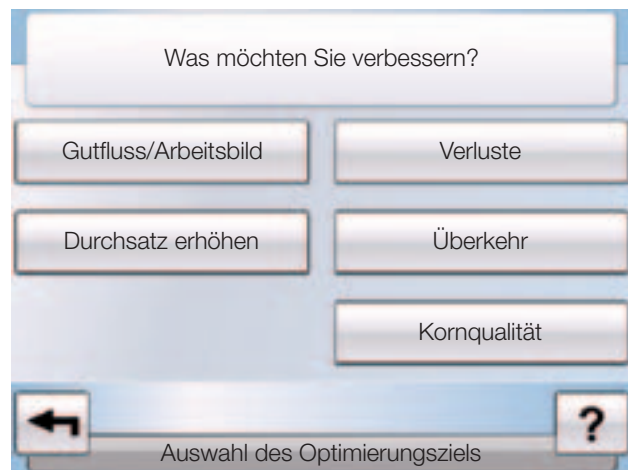 Was möchten Sie verbessern?
Gutfluss/Arbeitsbild
Verluste
Durchsatz erhöhen
Überkehr
Kornqualität
?
Auswahl des Optimierungsziels